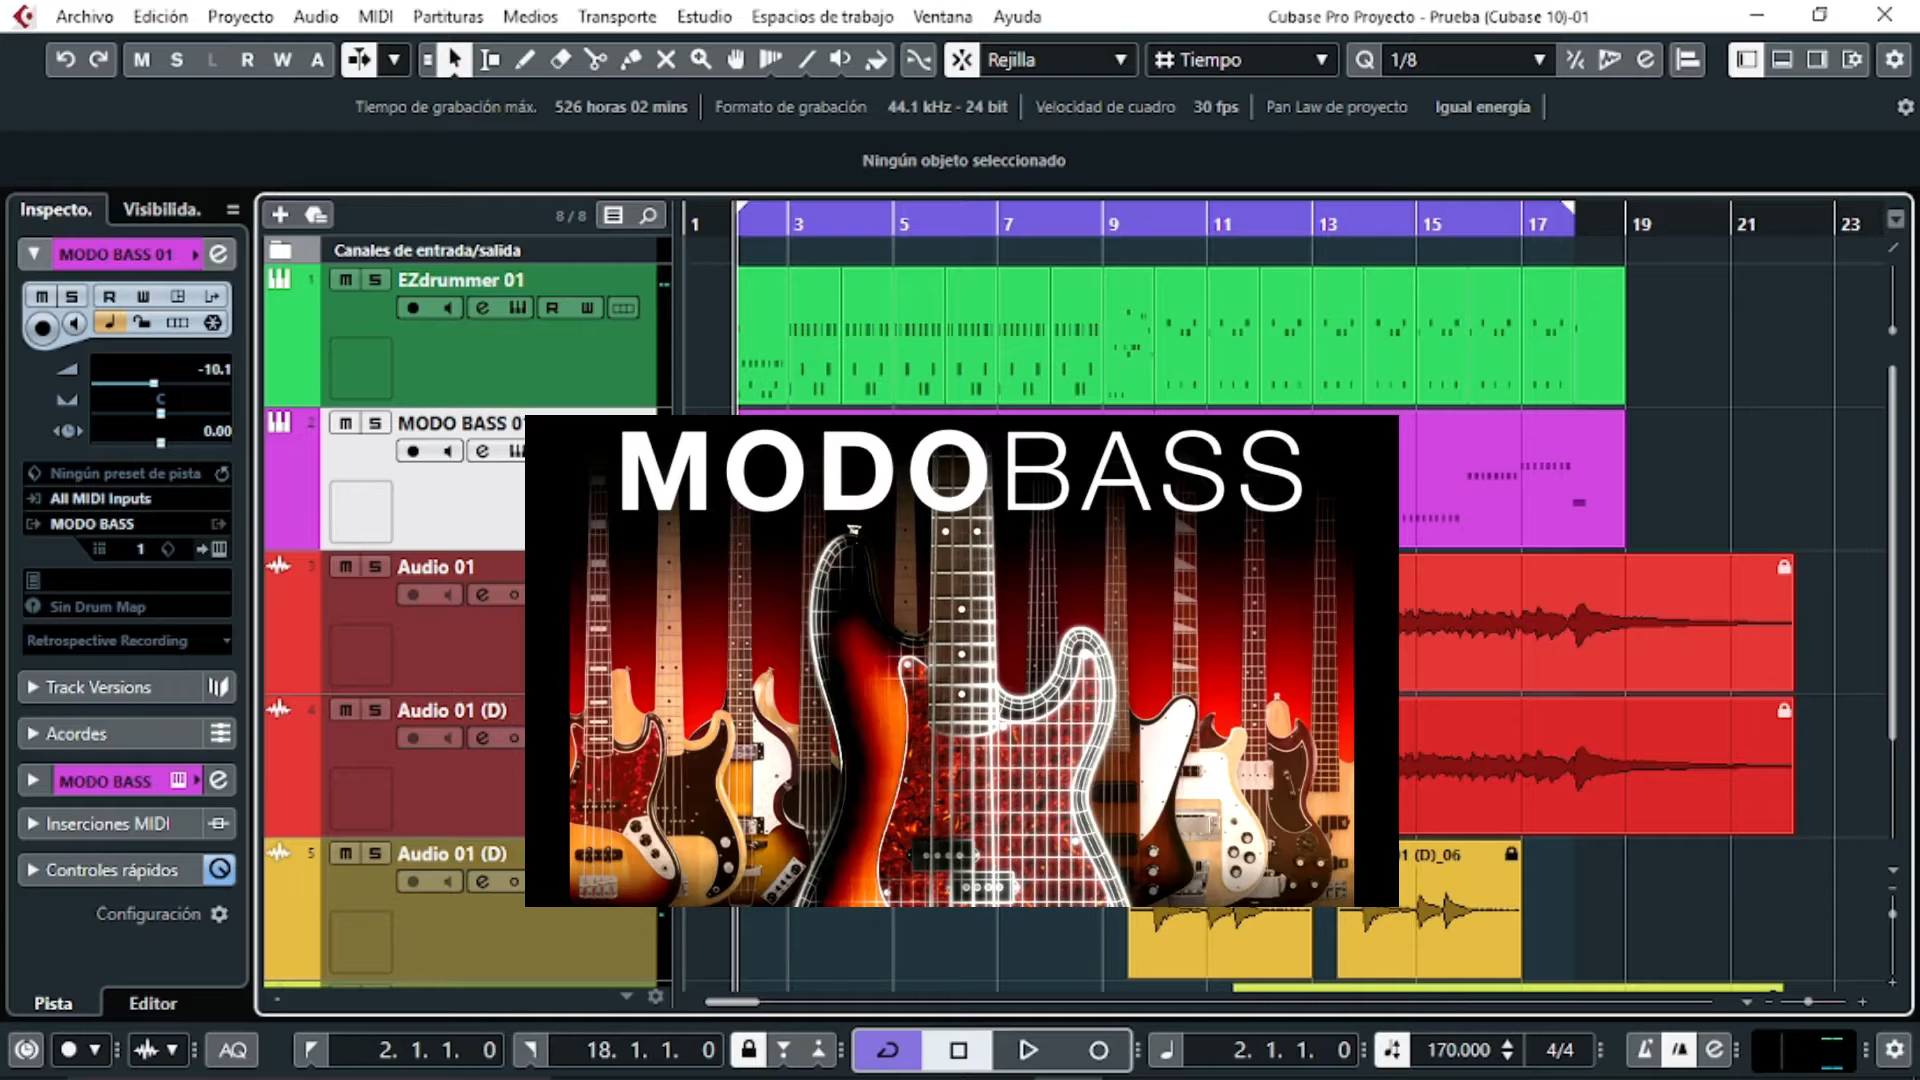 Archivo Edición Proyecto Audio MIDI Partituras Medios Transporte Estudio Espacios de trabajo Ventana Ayuda Cubase Pro Proyecto - Prueba (Cubase 10)-01
M S L R W A Rejilla Tiempo Q 1/8
Tiempo de grabación máx. 526 horas 02 mins Formato de grabación 44.1 kHz - 24 bit Velocidad de cuadro 30 fps Pan Law de proyecto Igual energía
Ningún objeto seleccionado
Inspecto. Visibilida. 8 / 8 1 3 5 7 9 11 13 15 17 19 21 23
MODO BASS 01 e
Canales de entrada/salida
1 m S EZdrummer 01
m S R W
e R W
-10.1
C
0.00
2 m S MODO BASS 0
e
MODOBASS
Ningún preset de pista
All MIDI Inputs
MODO BASS
1
3 m S Audio 01
e
Sin Drum Map
Retrospective Recording
Track Versions
4 m S Audio 01 (D)
e
Acordes
MODO BASS e
Inserciones MIDI
5 m S Audio 01 (D)
e
1 (D)_06
Controles rápidos
Configuración
Pista Editor
AQ 2. 1. 1. 0 18. 1. 1. 0 2. 1. 1. 0 170.000 4/4